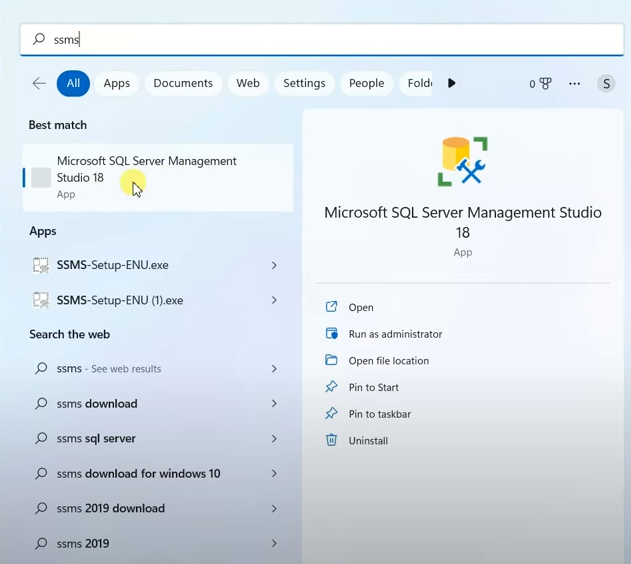 ssms
All
Apps
Documents
Web
Settings
People
0
S
Best match
Microsoft SQL Server Management
Studio 18
App
Apps
SSMS-Setup-ENU.exe
SSMS-Setup-ENU (1).exe
Search the web
ssms - See web results
ssms download
ssms sql server
ssms download for windows 10
ssms 2019 download
ssms 2019
Microsoft SQL Server Management Studio
18
App
Open
Run as administrator
Open file location
Pin to Start
Pin to taskbar
Uninstall